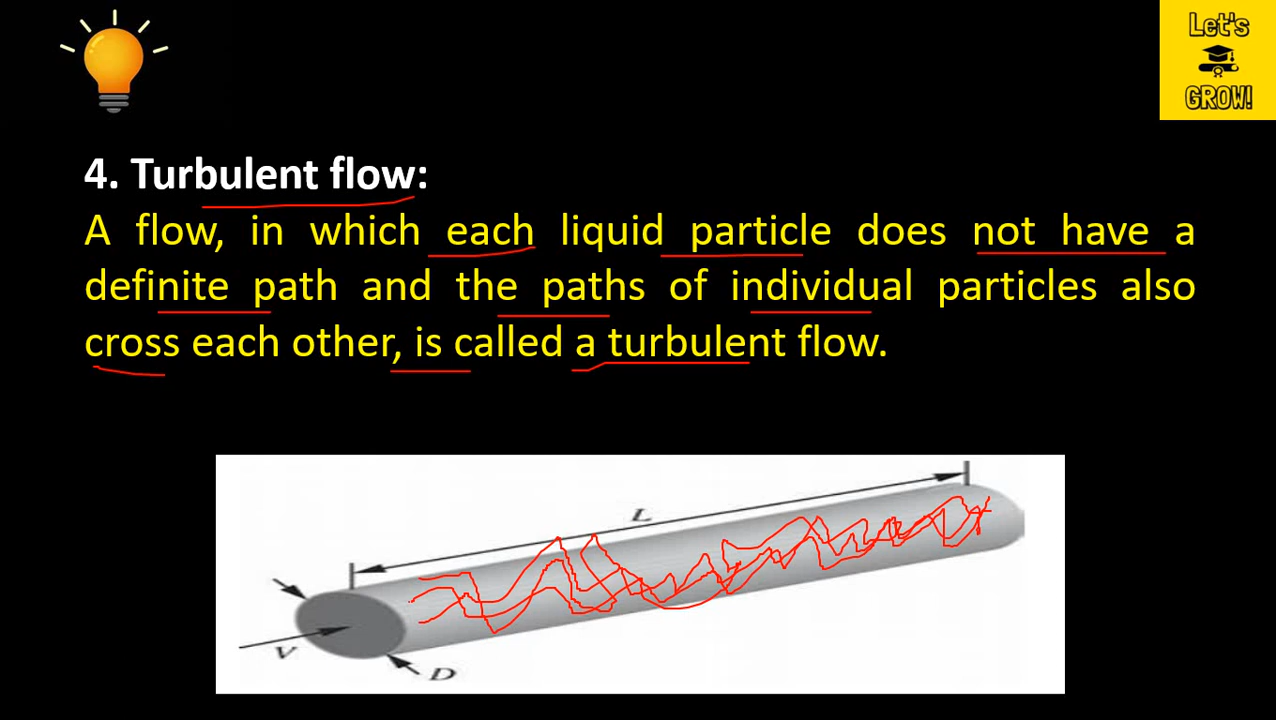 Let's
GROW!
4. Turbulent flow:
A flow, in which each liquid particle does not have a
definite path and the paths of individual particles also
cross each other, is called a turbulent flow.
L
V
D